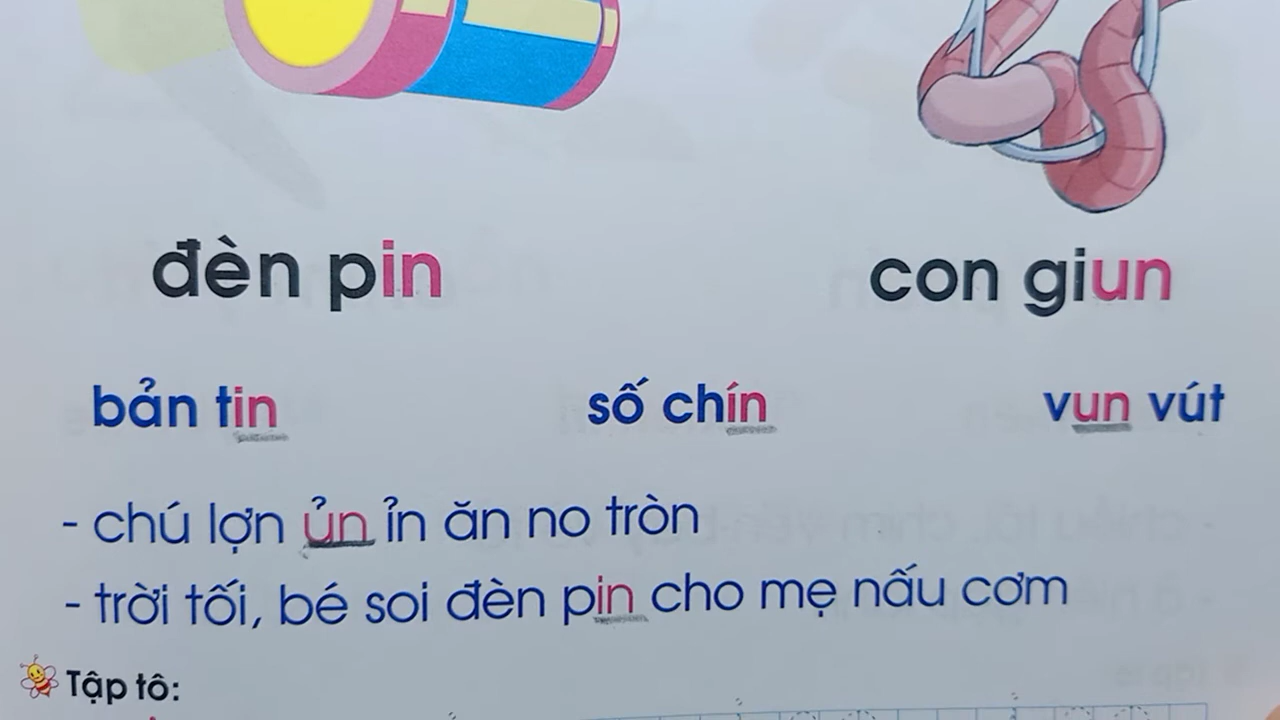 đèn pin con giun
bản tin số chín vun vút
- chú lợn ủn ỉn ăn no tròn
- trời tối, bé soi đèn pin cho mẹ nấu cơm
Tập tô: